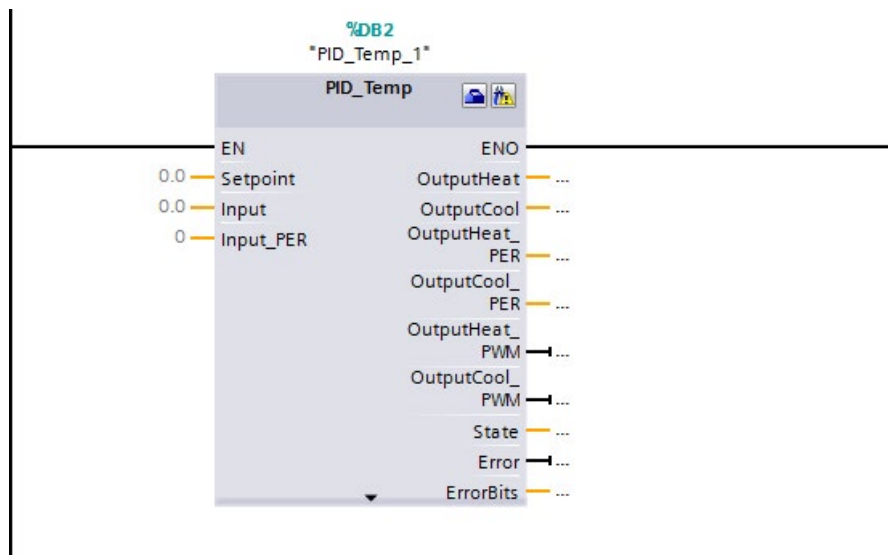 %DB2
"PID_Temp_1"
PID_Temp
EN
ENO
0.0
Setpoint
OutputHeat
...
0.0
Input
OutputCool
...
0
Input_PER
OutputHeat_
PER
...
OutputCool_
PER
...
OutputHeat_
PWM
...
OutputCool_
PWM
...
State
...
Error
...
ErrorBits
...